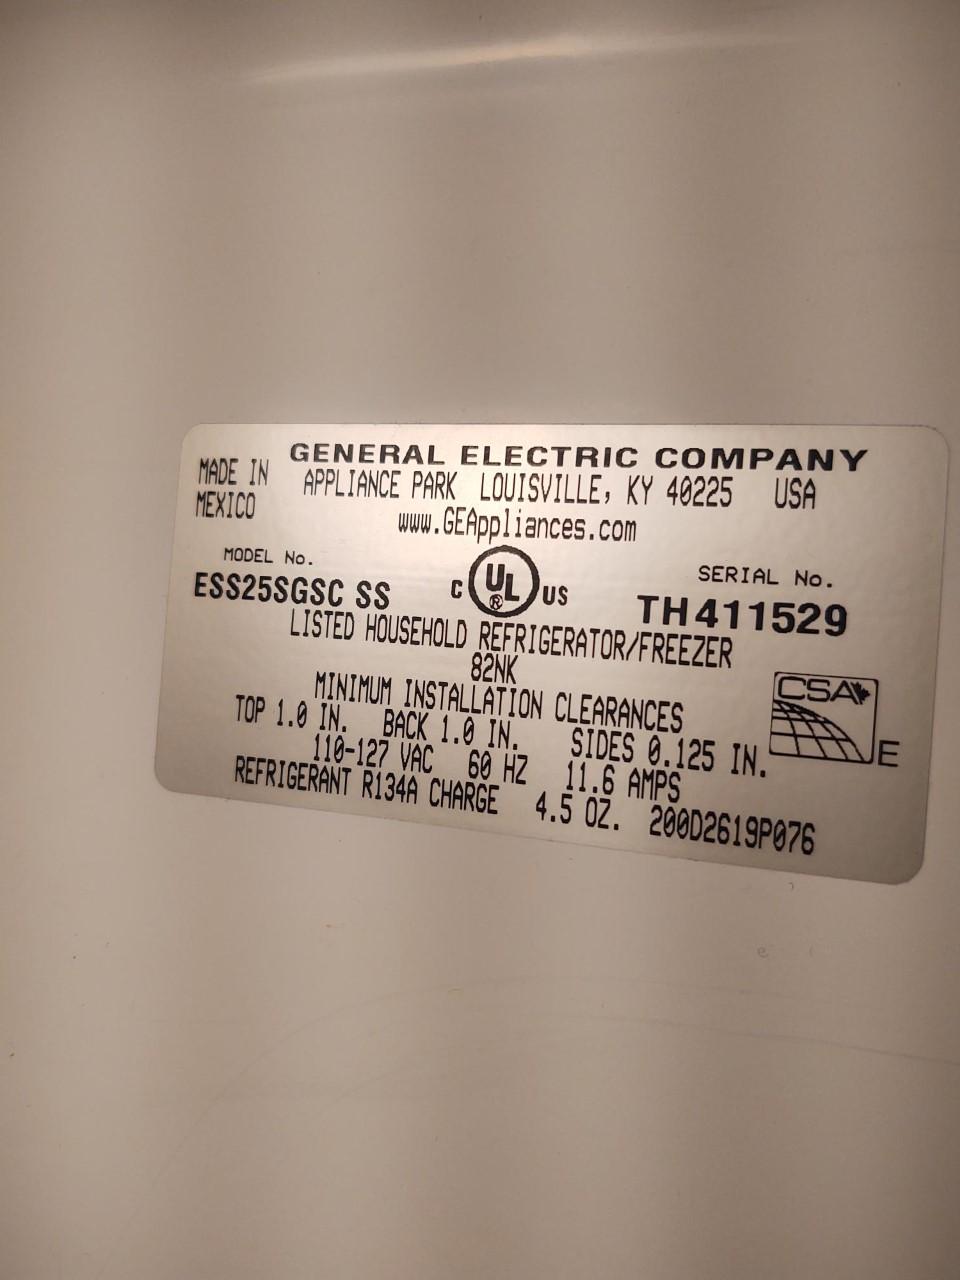 GENERAL ELECTRIC COMPANY
MADE IN
MEXICO
APPLIANCE PARK LOUISVILLE, KY 40225 USA
www.GEAppliances.com
MODEL No.
ESS25SGSC SS
C UL ® US
SERIAL No.
TH411529
LISTED HOUSEHOLD REFRIGERATOR/FREEZER
82NK
MINIMUM INSTALLATION CLEARANCES
TOP 1.0 IN. BACK 1.0 IN. SIDES 0.125 IN.
110-127 VAC 60 HZ 11.6 AMPS
REFRIGERANT R134A CHARGE 4.5 OZ. 200D2619P076
CSA
E